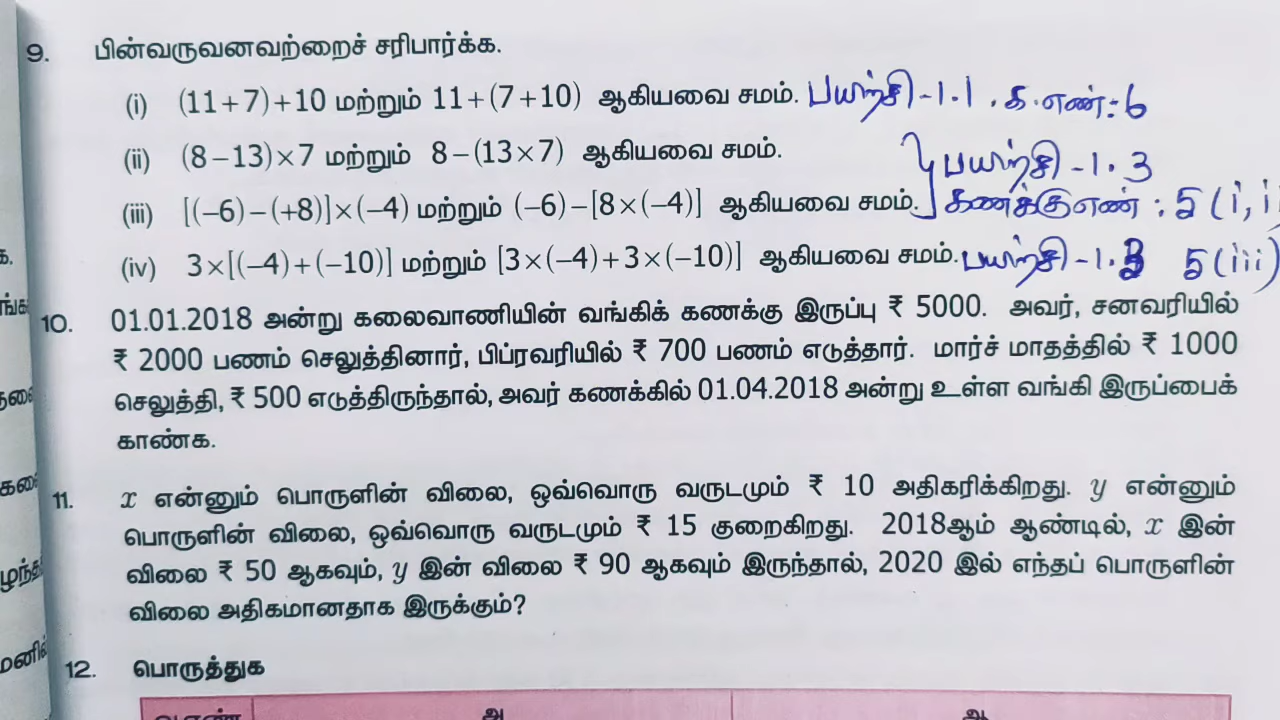 9. பின்வருவனவற்றைச் சரிபார்க்க.
(i) (11+7)+10 மற்றும் 11+(7+10) ஆகியவை சமம். பயிற்சி-1.1 . க.எண்:6
(ii) (8−13)×7 மற்றும் 8−(13×7) ஆகியவை சமம். பயிற்சி-1.3
(iii) [(−6)−(+8)]×(−4) மற்றும் (−6)−[8×(−4)] ஆகியவை சமம். கணக்குஎண் : 5(i, i
(iv) 3×[(−4)+(−10)] மற்றும் [3×(−4)+3×(−10)] ஆகியவை சமம். பயிற்சி-1.3 5(iii)
10. 01.01.2018 அன்று கலைவாணியின் வங்கிக் கணக்கு இருப்பு ₹ 5000. அவர், சனவரியில்
₹ 2000 பணம் செலுத்தினார், பிப்ரவரியில் ₹ 700 பணம் எடுத்தார். மார்ச் மாதத்தில் ₹ 1000
செலுத்தி, ₹ 500 எடுத்திருந்தால், அவர் கணக்கில் 01.04.2018 அன்று உள்ள வங்கி இருப்பைக்
காண்க.
11. x என்னும் பொருளின் விலை, ஒவ்வொரு வருடமும் ₹ 10 அதிகரிக்கிறது. y என்னும்
பொருளின் விலை, ஒவ்வொரு வருடமும் ₹ 15 குறைகிறது. 2018ஆம் ஆண்டில், x இன்
விலை ₹ 50 ஆகவும், y இன் விலை ₹ 90 ஆகவும் இருந்தால், 2020 இல் எந்தப் பொருளின்
விலை அதிகமானதாக இருக்கும்?
12. பொருத்துக
அ ஆ